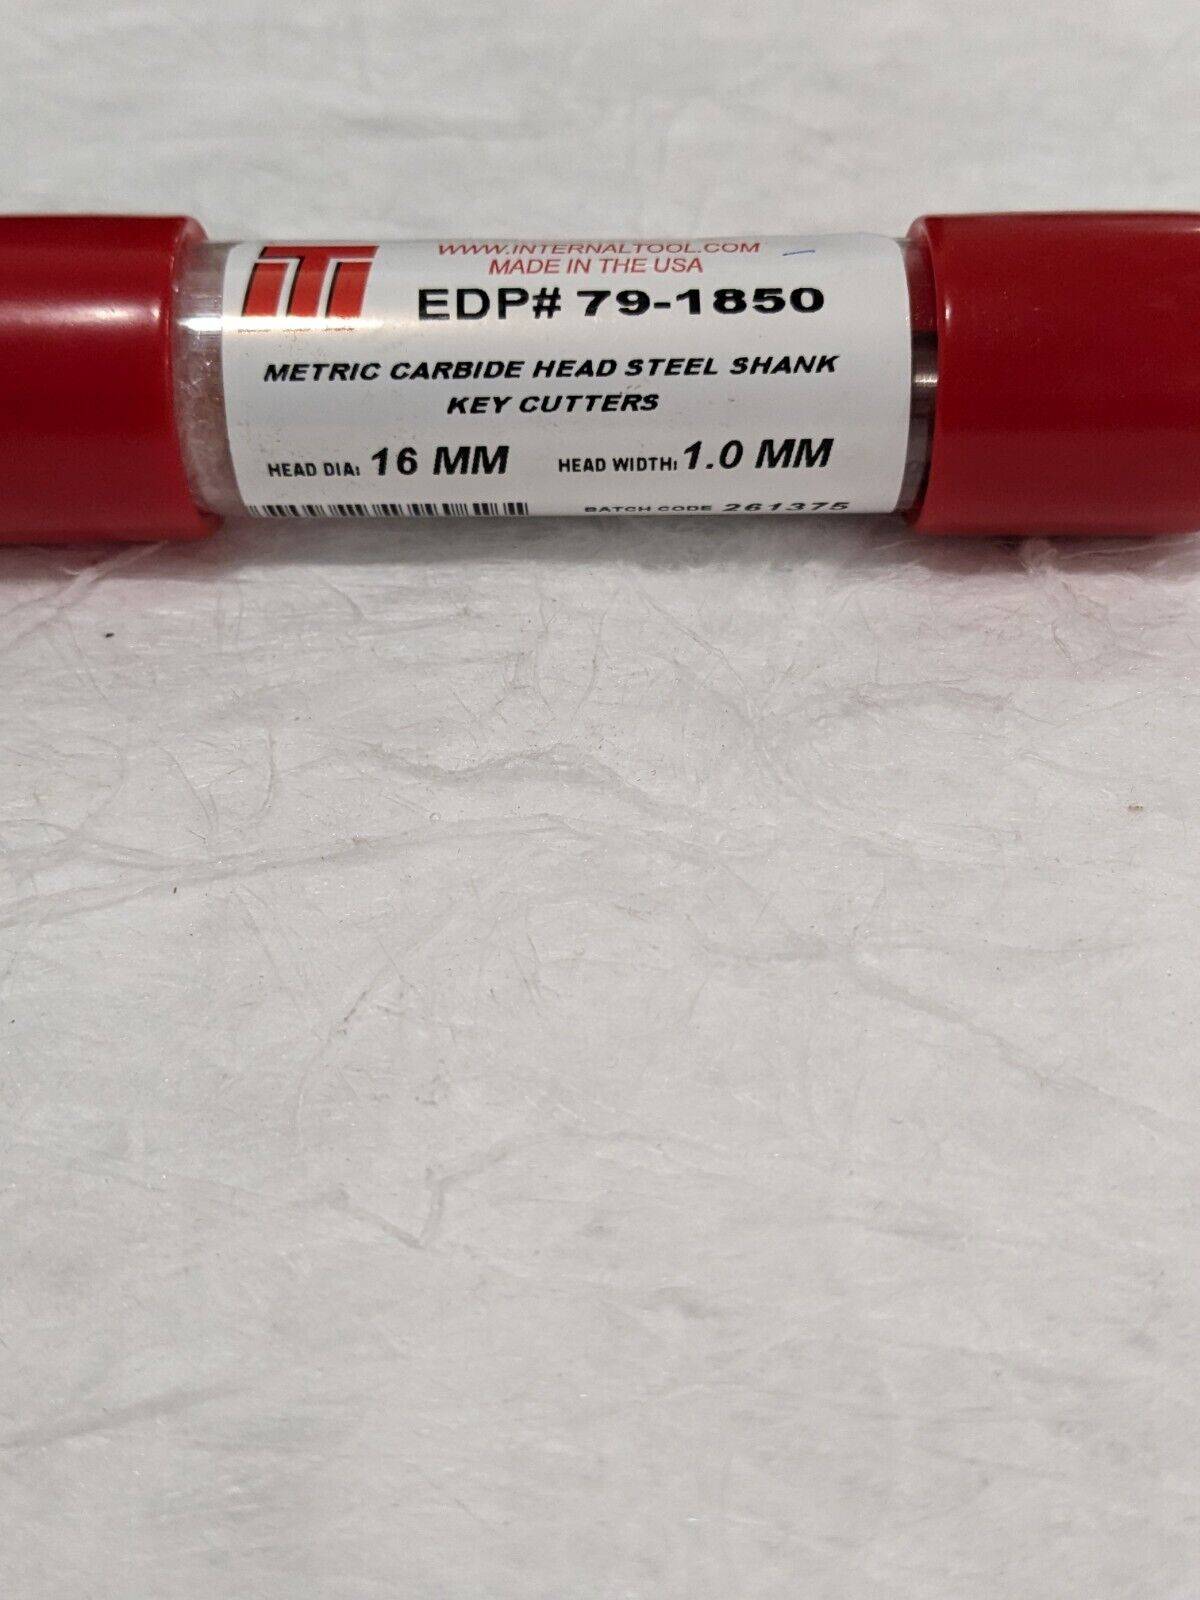 iTi
WWW.INTERNALTOOL.COM
MADE IN THE USA
EDP# 79-1850
METRIC CARBIDE HEAD STEEL SHANK
KEY CUTTERS
HEAD DIA: 16 MM HEAD WIDTH: 1.0 MM
BATCH CODE 261375